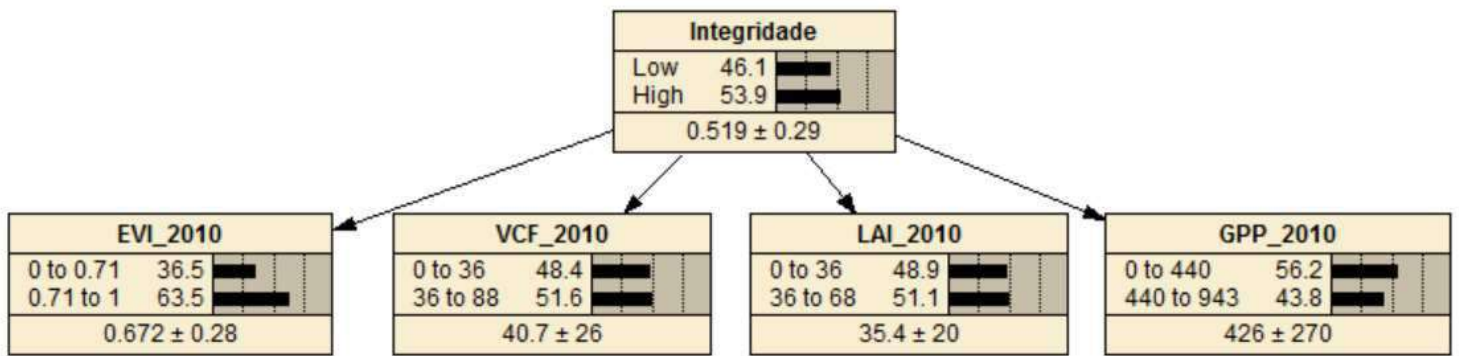 Integridade
Low 46.1
High 53.9
0.519 ± 0.29
EVI_2010
0 to 0.71 36.5
0.71 to 1 63.5
0.672 ± 0.28
VCF_2010
0 to 36 48.4
36 to 88 51.6
40.7 ± 26
LAI_2010
0 to 36 48.9
36 to 68 51.1
35.4 ± 20
GPP_2010
0 to 440 56.2
440 to 943 43.8
426 ± 270